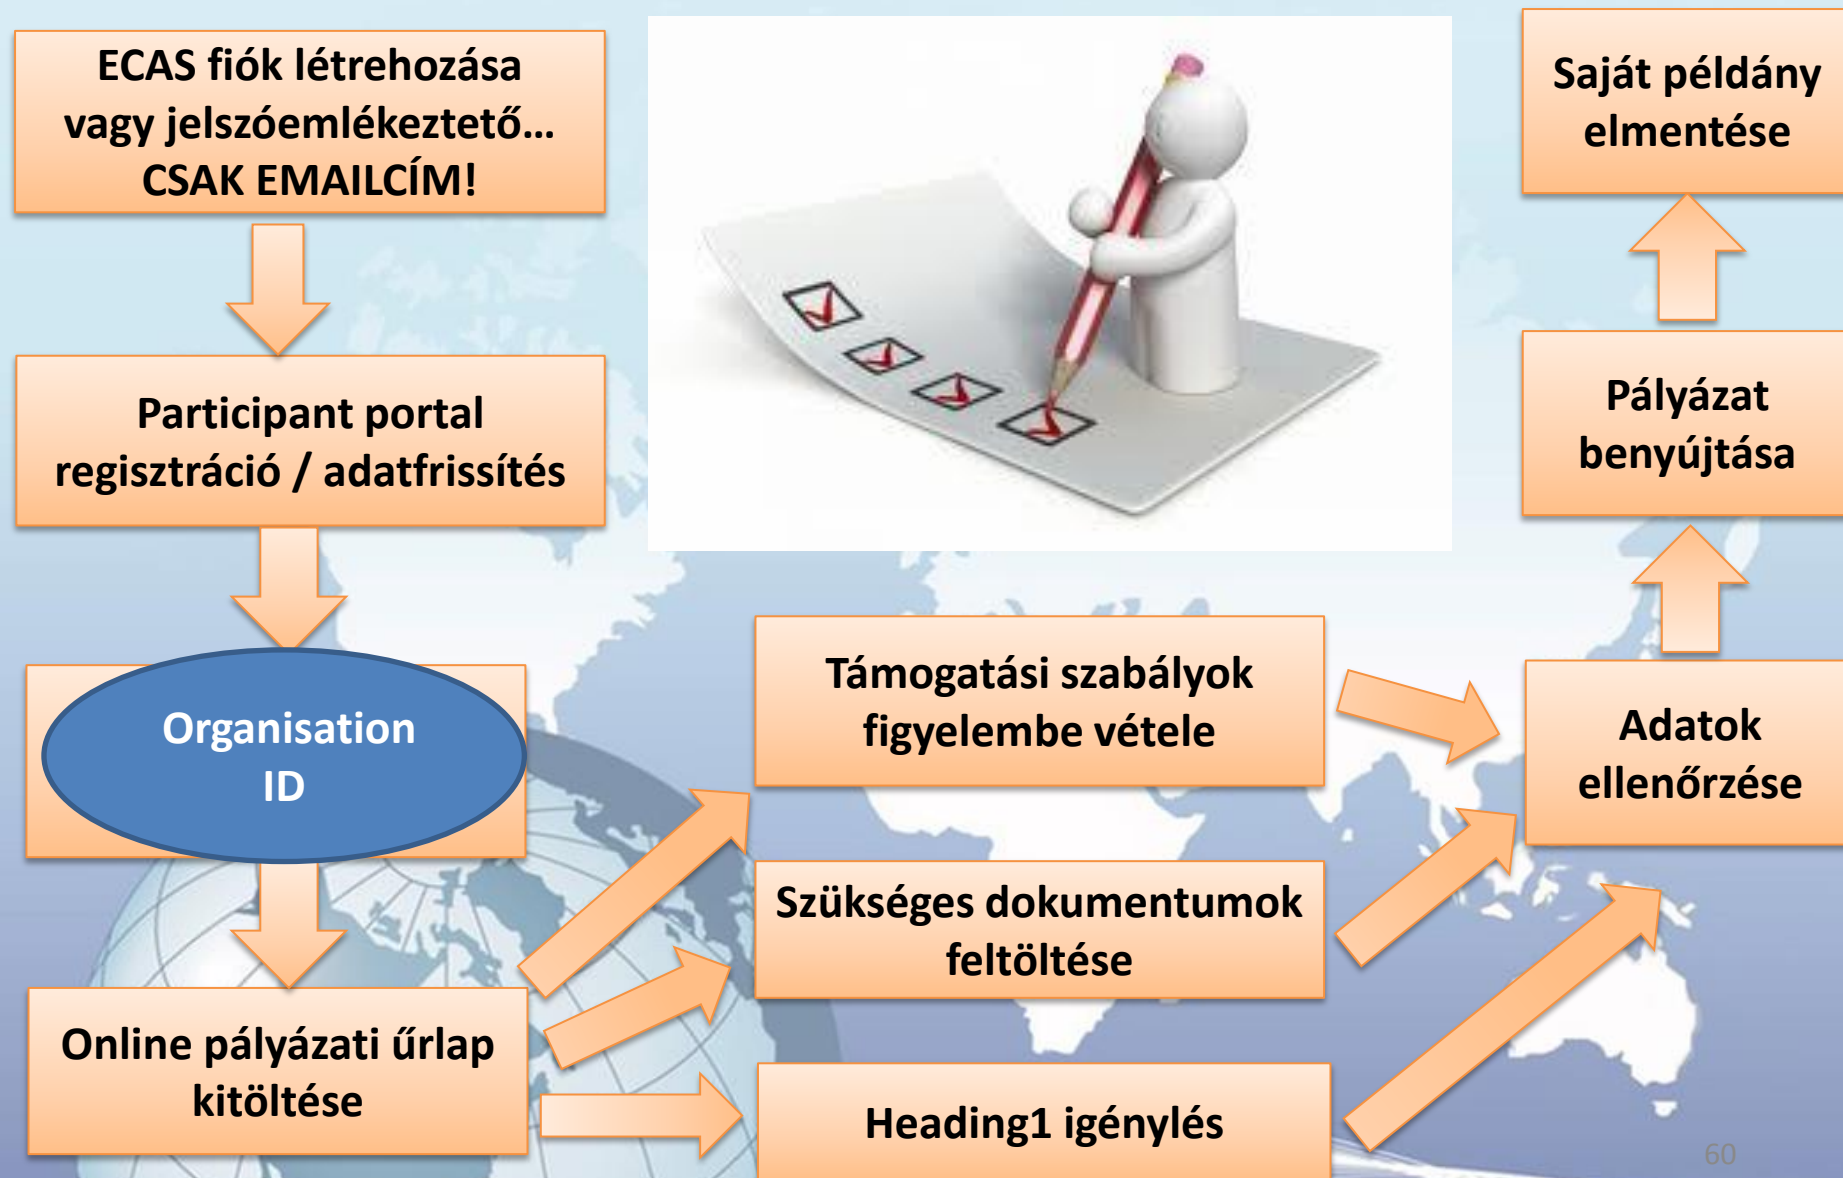 ECAS fiók létrehozása
vagy jelszóemlékeztető...
CSAK EMAILCÍM!
Participant portal
regisztráció / adatfrissítés
Organisation
ID
Online pályázati űrlap
kitöltése
Támogatási szabályok
figyelembe vétele
Szükséges dokumentumok
feltöltése
Heading1 igénylés
Adatok
ellenőrzése
Pályázat
benyújtása
Saját példány
elmentése
60